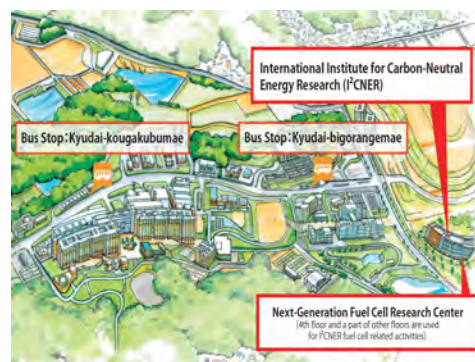 International Institute for Carbon-Neutral
Energy Research (I²CNER)
Bus Stop:Kyudai-kougakubumae
Bus Stop:Kyudai-bigorangemae
Next-Generation Fuel Cell Research Center
(4th floor and a part of other floors are used
for I²CNER fuel cell related activities)